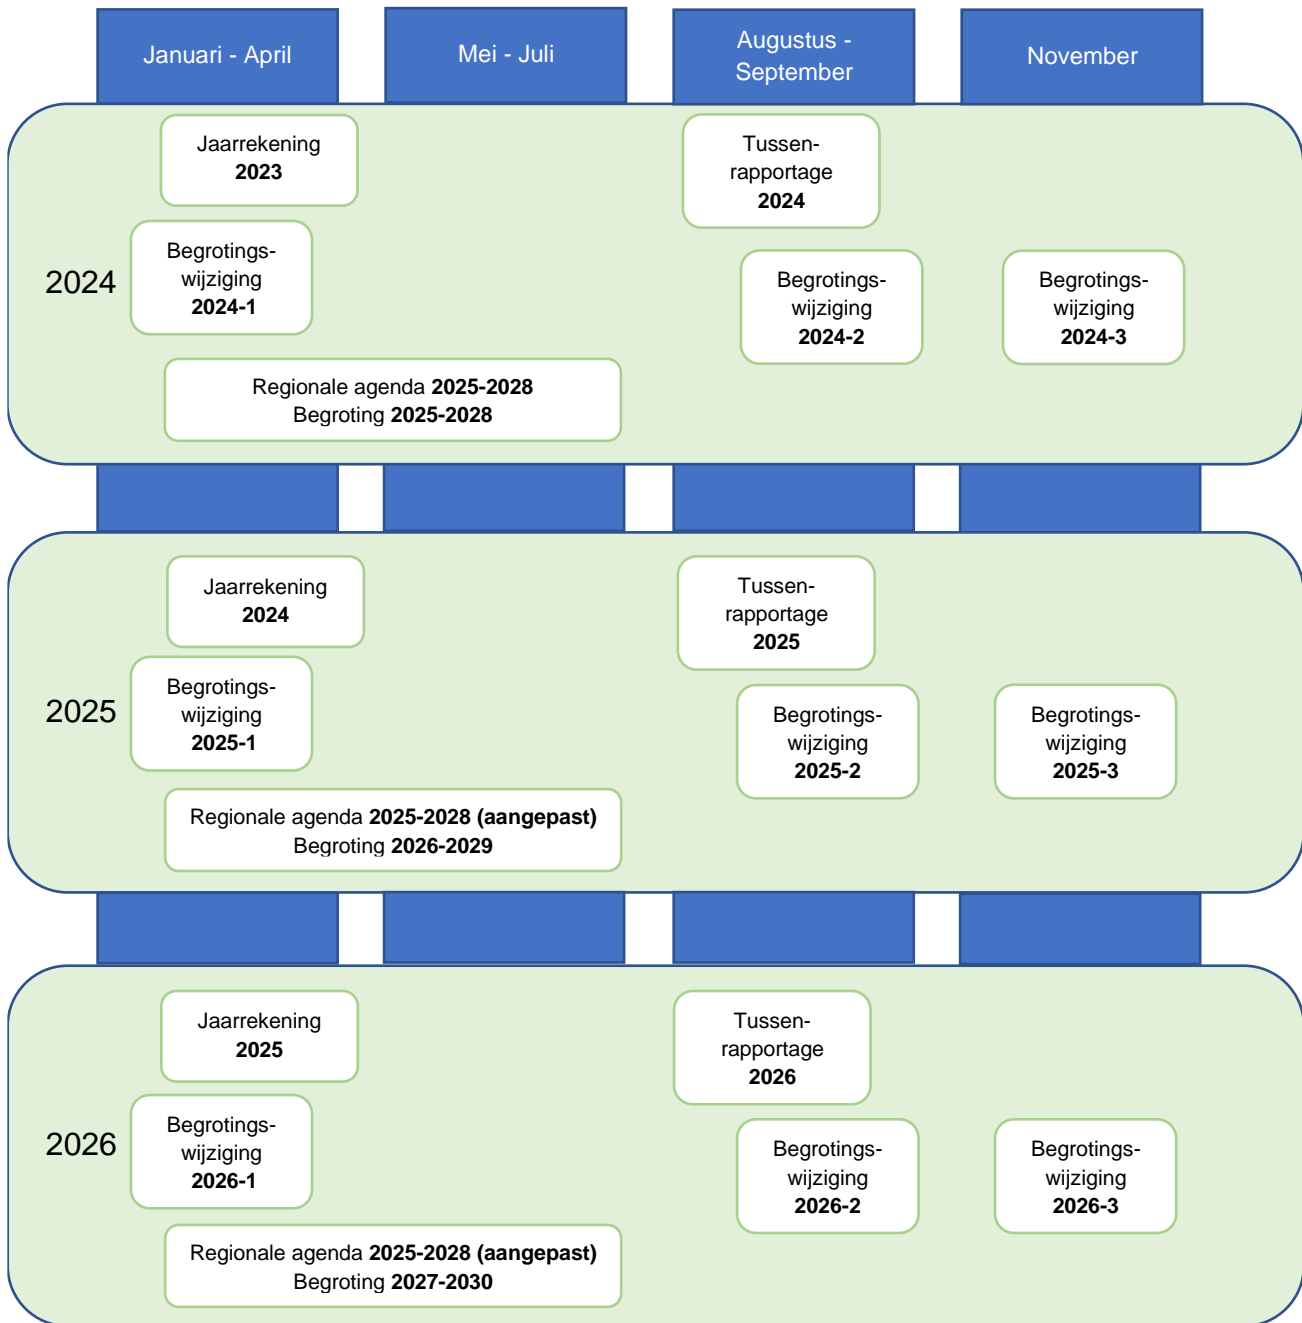 Januari - April
Mei - Juli
Augustus -
September
November
2024
Jaarrekening
2023
Begrotings-
wijziging
2024-1
Regionale agenda 2025-2028
Begroting 2025-2028
Tussen-
rapportage
2024
Begrotings-
wijziging
2024-2
Begrotings-
wijziging
2024-3
2025
Jaarrekening
2024
Begrotings-
wijziging
2025-1
Regionale agenda 2025-2028 (aangepast)
Begroting 2026-2029
Tussen-
rapportage
2025
Begrotings-
wijziging
2025-2
Begrotings-
wijziging
2025-3
2026
Jaarrekening
2025
Begrotings-
wijziging
2026-1
Regionale agenda 2025-2028 (aangepast)
Begroting 2027-2030
Tussen-
rapportage
2026
Begrotings-
wijziging
2026-2
Begrotings-
wijziging
2026-3